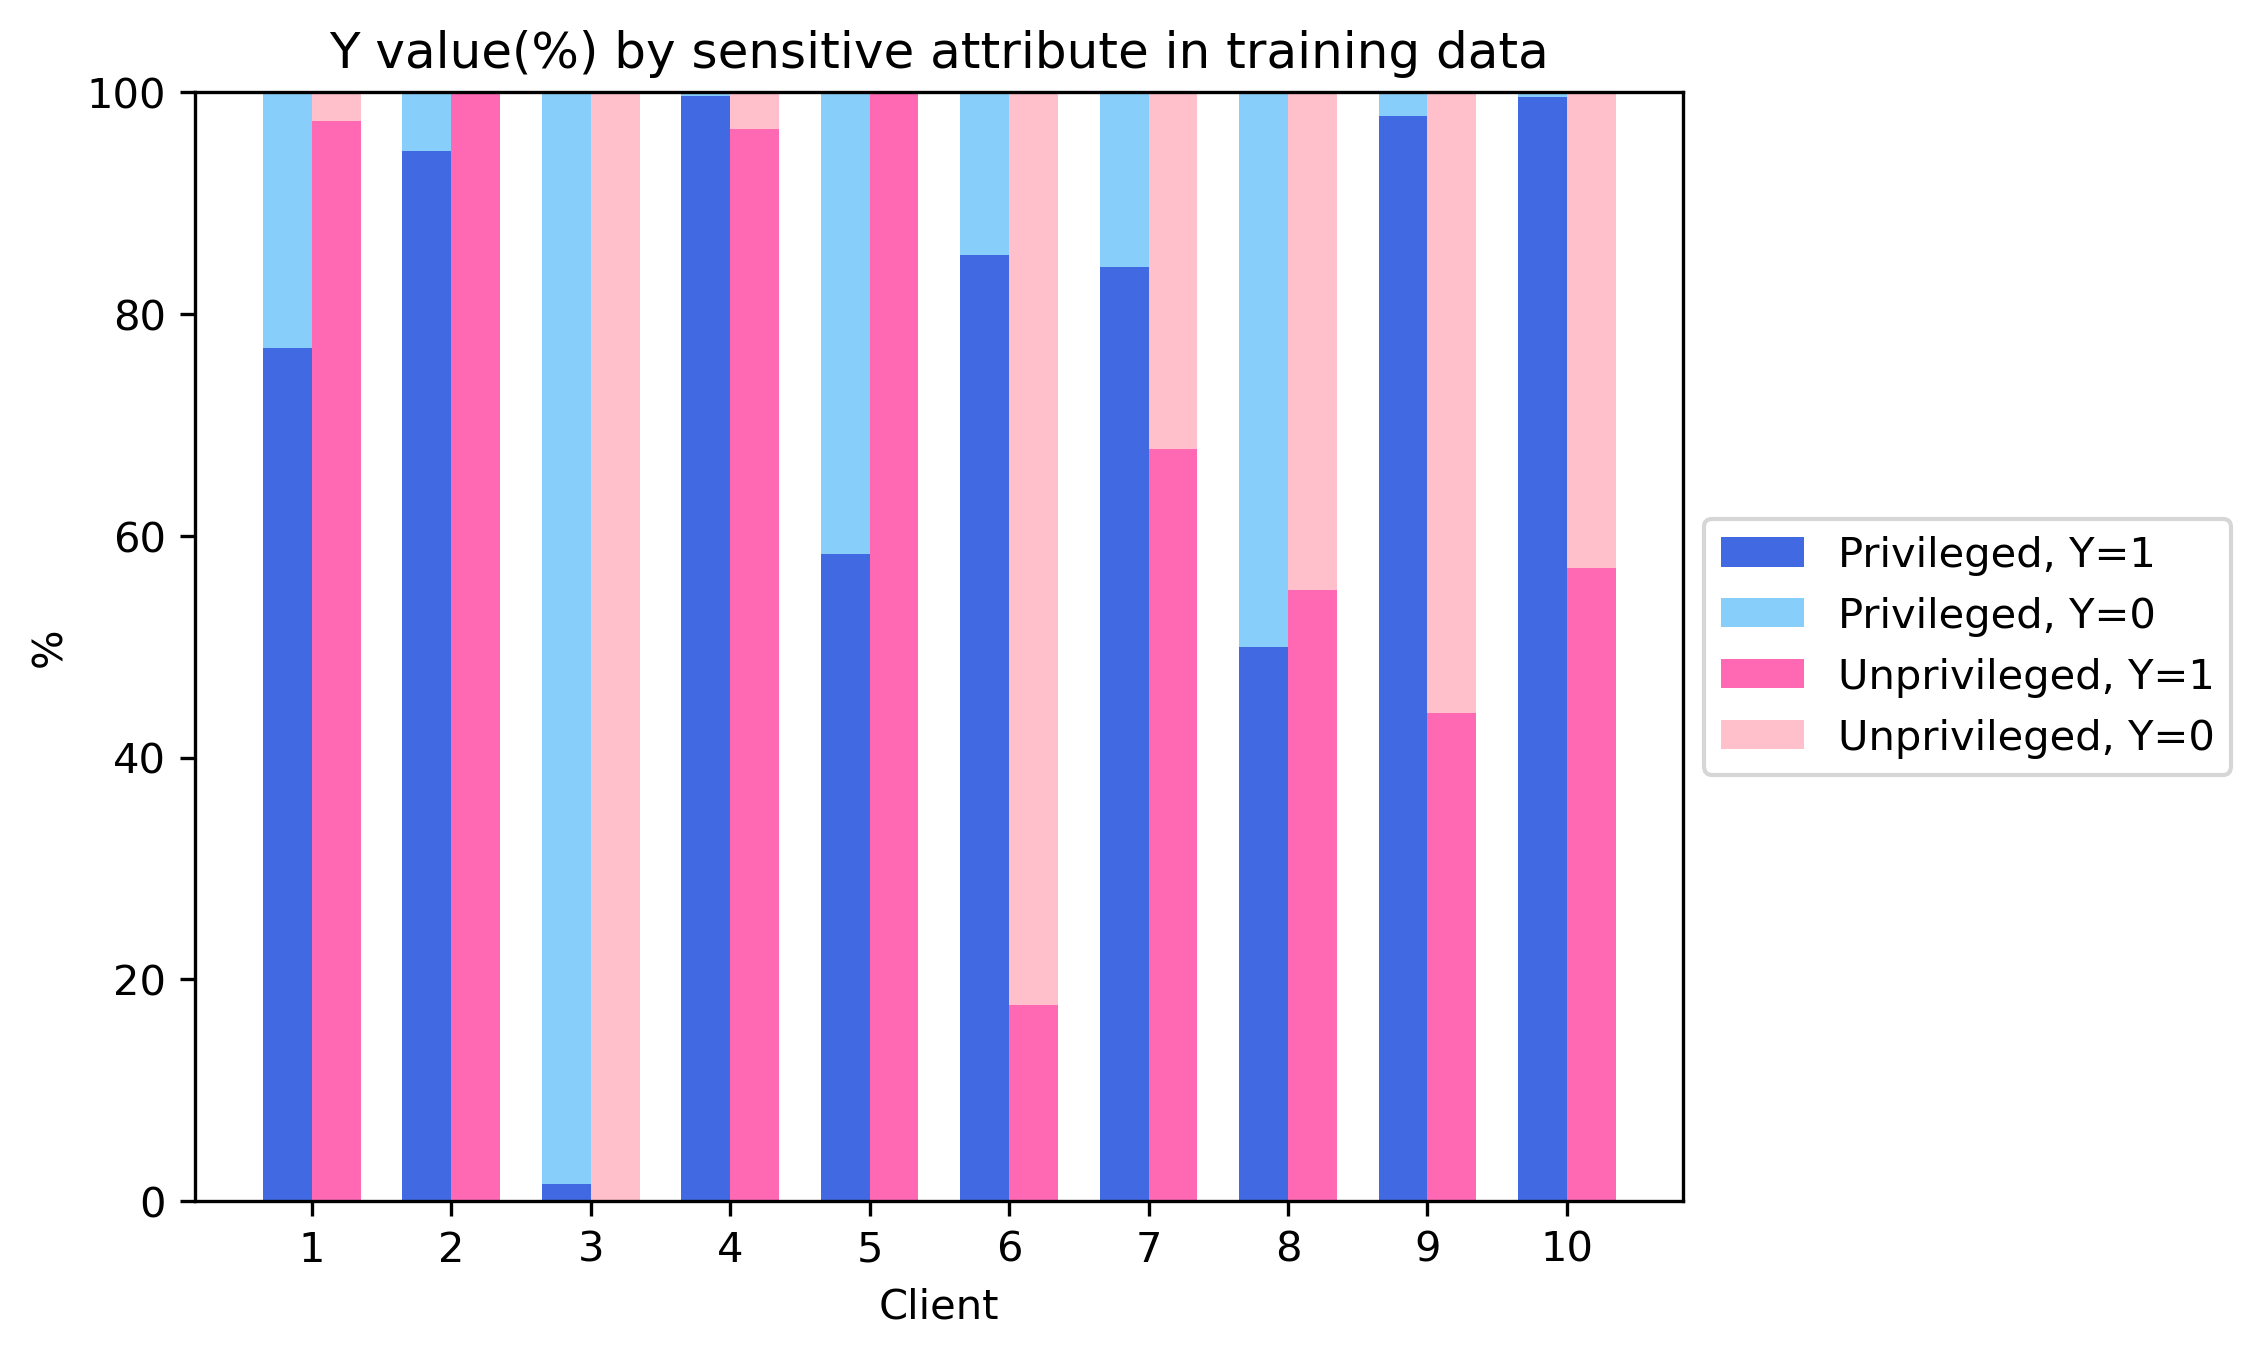 Y value(%) by sensitive attribute in training data
100
80
60
40
20
0
%
1 2 3 4 5 6 7 8 9 10
Client
Privileged, Y=1
Privileged, Y=0
Unprivileged, Y=1
Unprivileged, Y=0